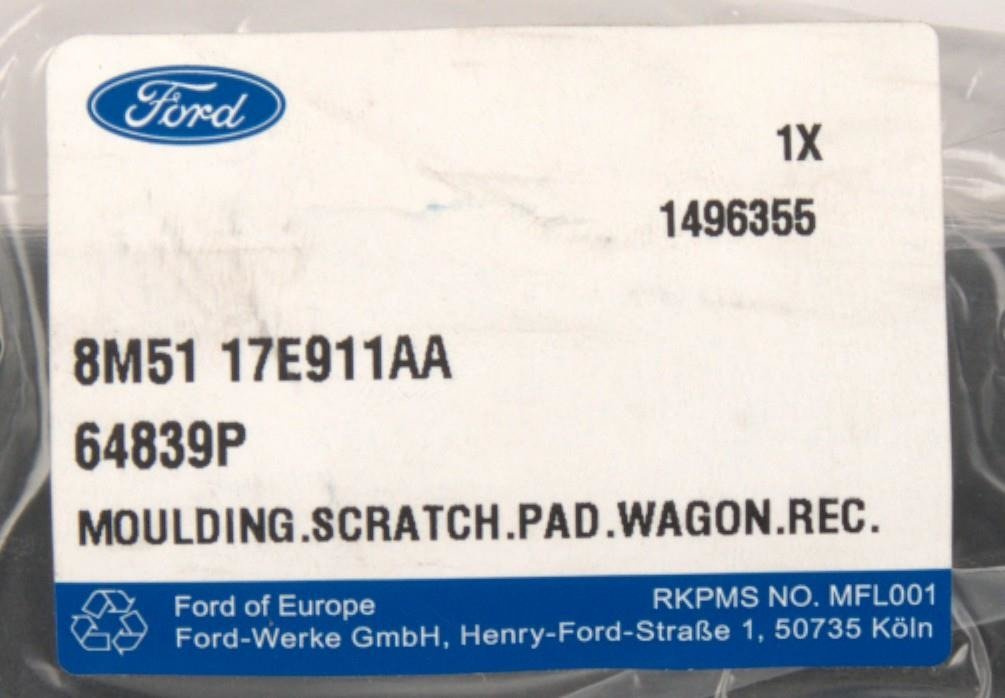 Ford
1X
1496355
8M51 17E911AA
64839P
MOULDING.SCRATCH.PAD.WAGON.REC.
Ford of Europe
RKPMS NO. MFL001
Ford-Werke GmbH, Henry-Ford-Straße 1, 50735 Köln